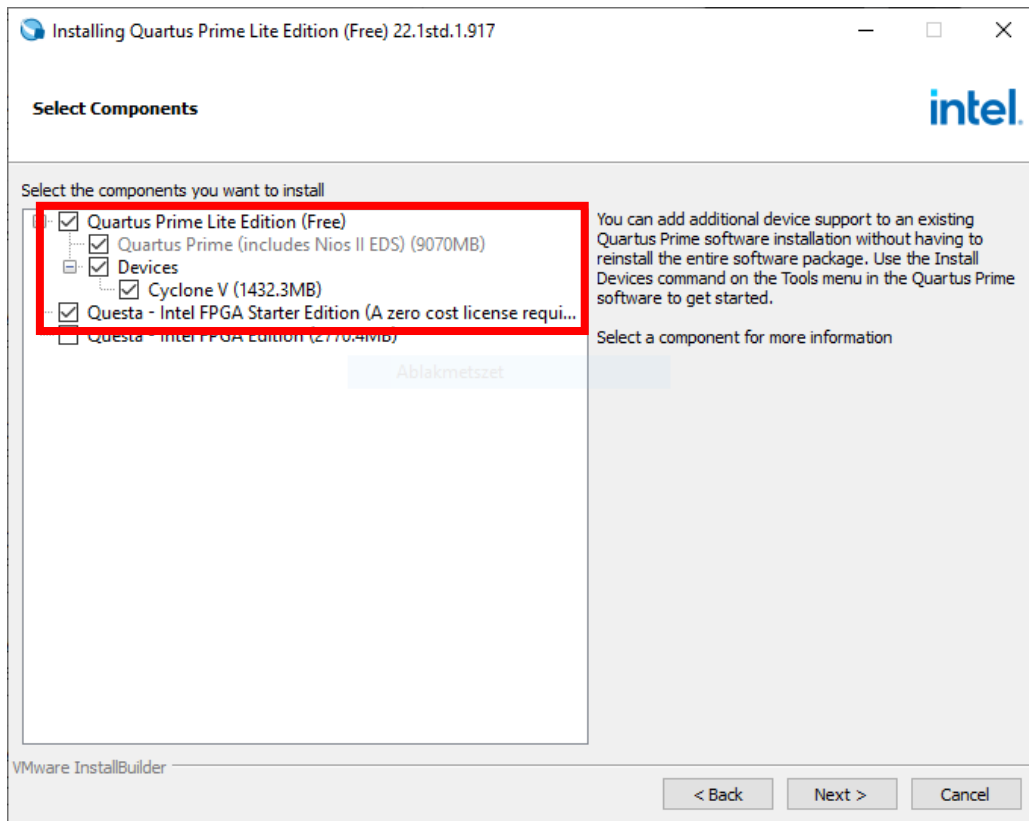 Installing Quartus Prime Lite Edition (Free) 22.1std.1.917
Select Components
intel.
Select the components you want to install
Quartus Prime Lite Edition (Free)
Quartus Prime (includes Nios II EDS) (9070MB)
Devices
Cyclone V (1432.3MB)
Questa - Intel FPGA Starter Edition (A zero cost license requi...
Questa - Intel FPGA Edition (2770.4MB)
You can add additional device support to an existing
Quartus Prime software installation without having to
reinstall the entire software package. Use the Install
Devices command on the Tools menu in the Quartus Prime
software to get started.
Select a component for more information
Ablakmetszet
VMware InstallBuilder
< Back
Next >
Cancel